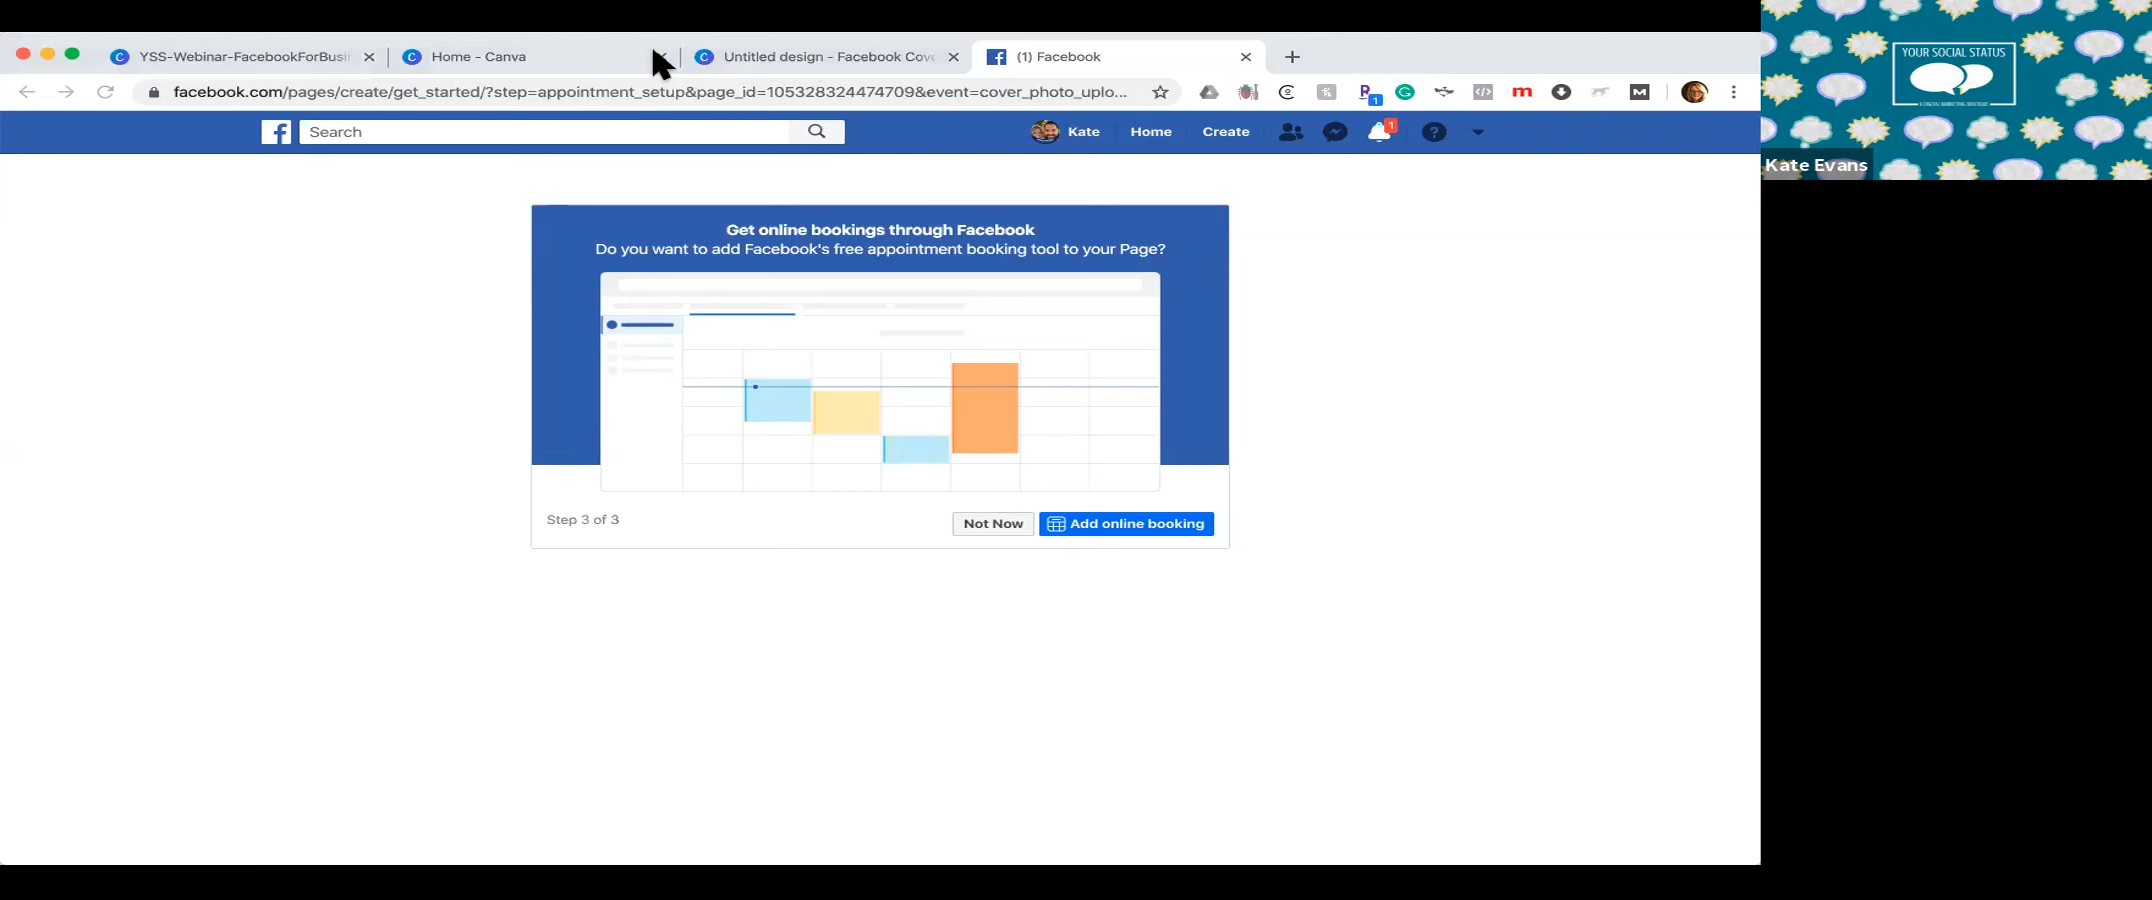 YSS-Webinar-FacebookForBusi
Home - Canva
Untitled design - Facebook Cov
(1) Facebook
facebook.com/pages/create/get_started/?step=appointment_setup&page_id=105328324474709&event=cover_photo_uplo...
1
Search
Kate
Home
Create
1
Get online bookings through Facebook
Do you want to add Facebook's free appointment booking tool to your Page?
Step 3 of 3
Not Now
Add online booking
YOUR SOCIAL STATUS
Kate Evans